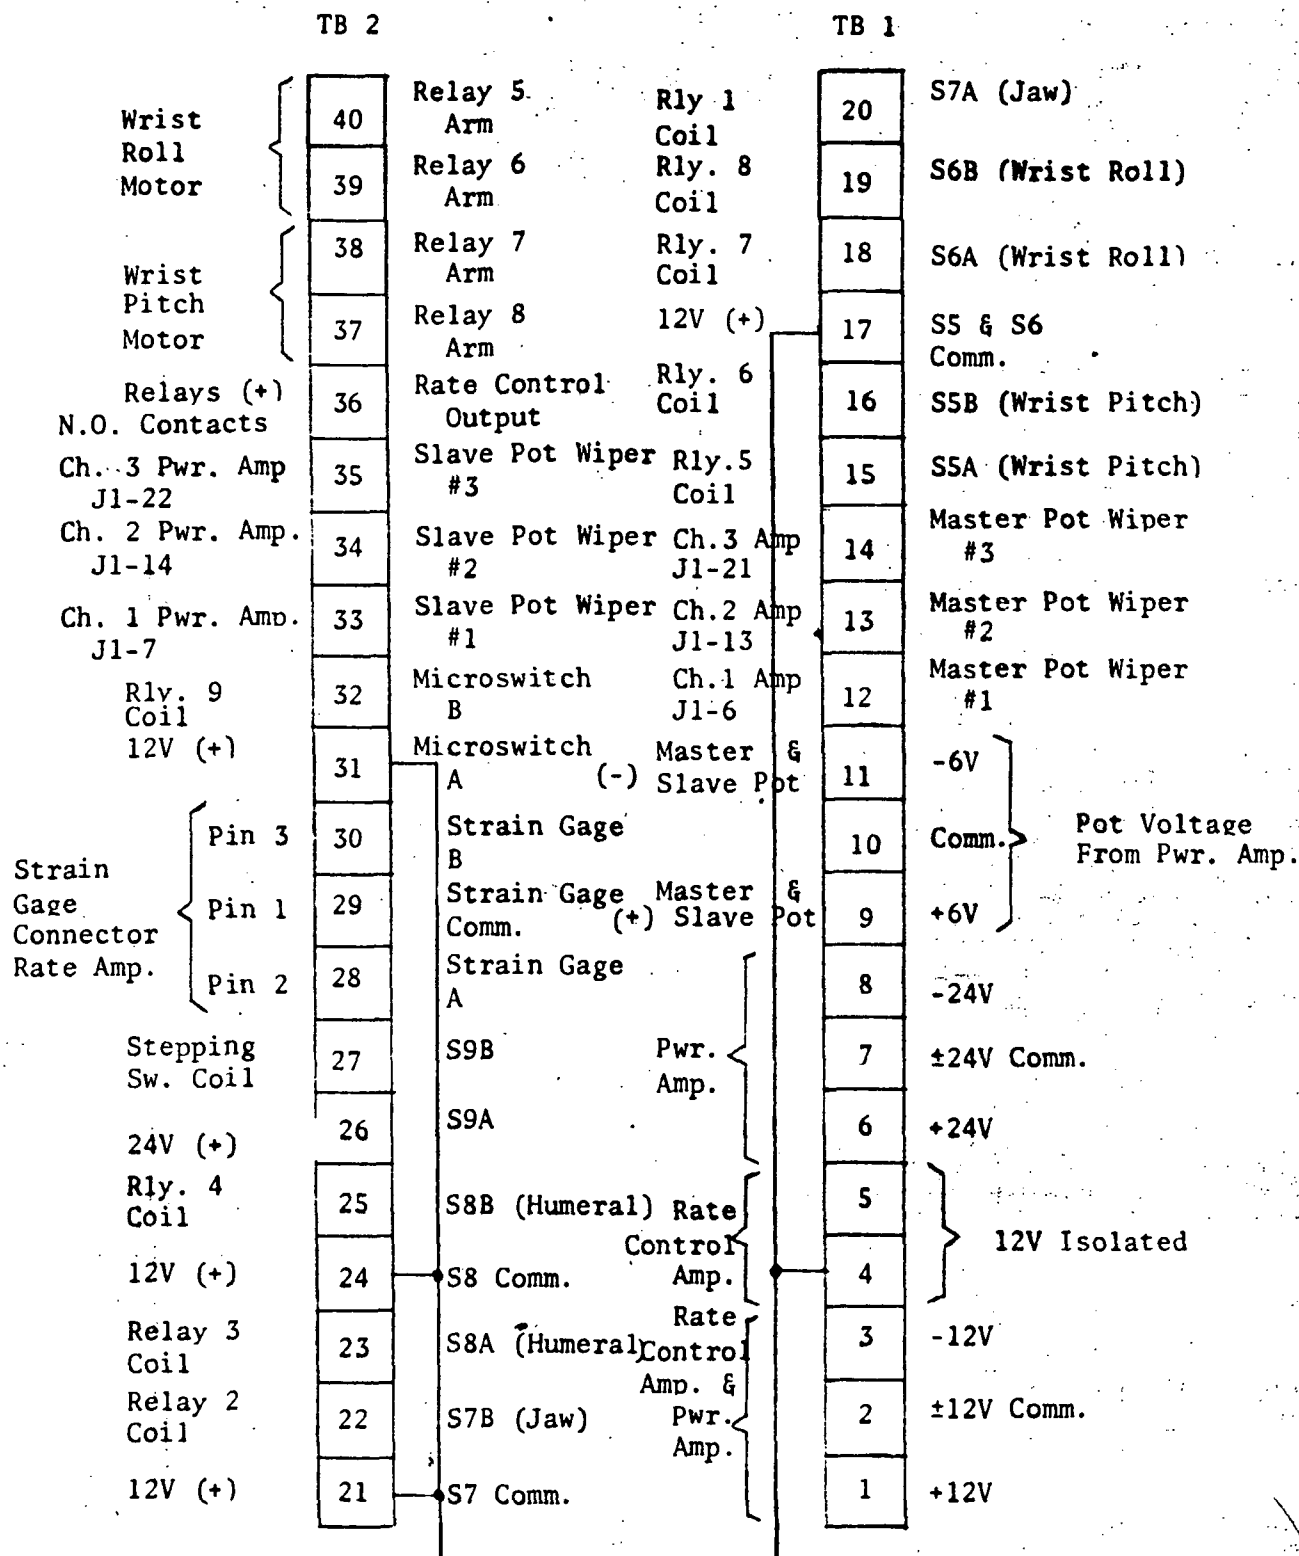 TB 2
Wrist
Roll
Motor
40
Relay 5
Arm
39
Relay 6
Arm
Wrist
Pitch
Motor
38
Relay 7
Arm
37
Relay 8
Arm
Relays (+)
N.O. Contacts
36
Rate Control
Output
Ch. 3 Pwr. Amp
J1-22
35
Slave Pot Wiper
#3
Ch. 2 Pwr. Amp.
J1-14
34
Slave Pot Wiper
#2
Ch. 1 Pwr. Amp.
J1-7
33
Slave Pot Wiper
#1
Rly. 9
Coil
32
Microswitch
B
12V (+)
31
Microswitch
A
Strain
Gage
Connector
Rate Amp.
Pin 3
30
Strain Gage
B
Pin 1
29
Strain Gage
Comm.
Pin 2
28
Strain Gage
A
Stepping
Sw. Coil
27
S9B
24V (+)
26
S9A
Rly. 4
Coil
25
S8B (Humeral)
12V (+)
24
S8 Comm.
Relay 3
Coil
23
S8A (Humeral)
Relay 2
Coil
22
S7B (Jaw)
12V (+)
21
S7 Comm.
TB 1
Rly 1
Coil
20
S7A (Jaw)
Rly. 8
Coil
19
S6B (Wrist Roll)
Rly. 7
Coil
18
S6A (Wrist Roll)
12V (+)
17
S5 & S6
Comm.
Rly. 6
Coil
16
S5B (Wrist Pitch)
Rly.5
Coil
15
S5A (Wrist Pitch)
Ch.3 Amp
J1-21
14
Master Pot Wiper
#3
Ch.2 Amp
J1-13
13
Master Pot Wiper
#2
Ch.1 Amp
J1-6
12
Master Pot Wiper
#1
Master &
(-) Slave Pot
11
-6V
10
Comm.
Pot Voltage
From Pwr. Amp.
Master &
(+) Slave Pot
9
+6V
Pwr.
Amp.
8
-24V
7
±24V Comm.
6
+24V
Rate
Control
Amp.
5
4
12V Isolated
Rate
Control
Amp. &
Pwr.
Amp.
3
-12V
2
±12V Comm.
1
+12V